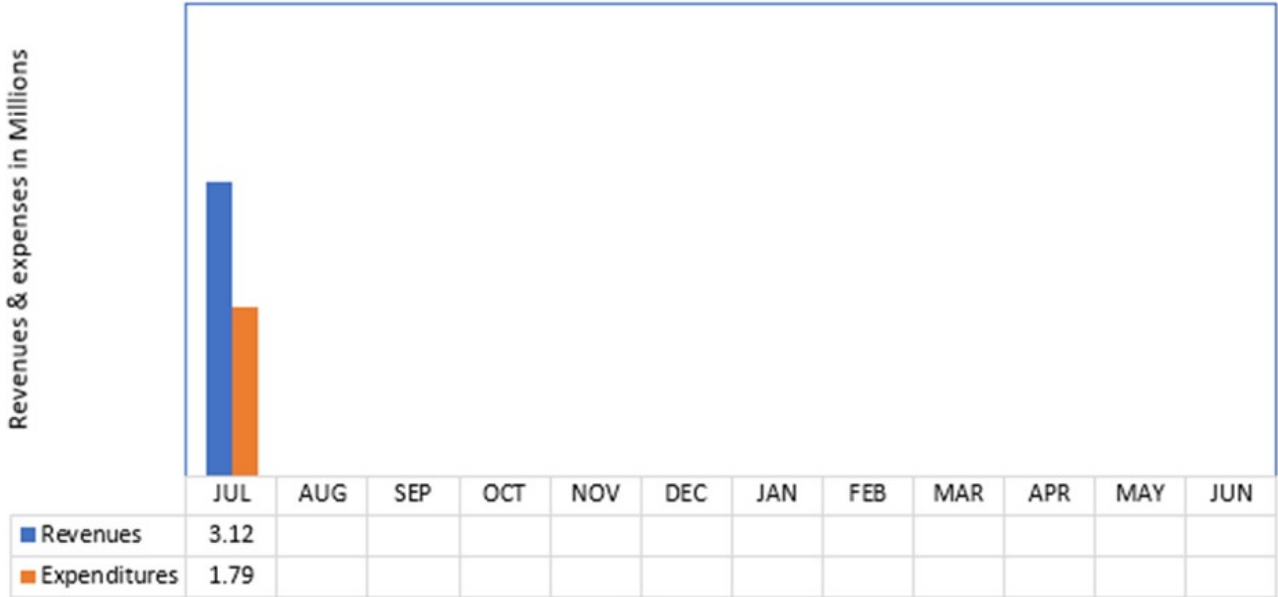 Revenues & expenses in Millions
JUL AUG SEP OCT NOV DEC JAN FEB MAR APR MAY JUN
Revenues 3.12
Expenditures 1.79